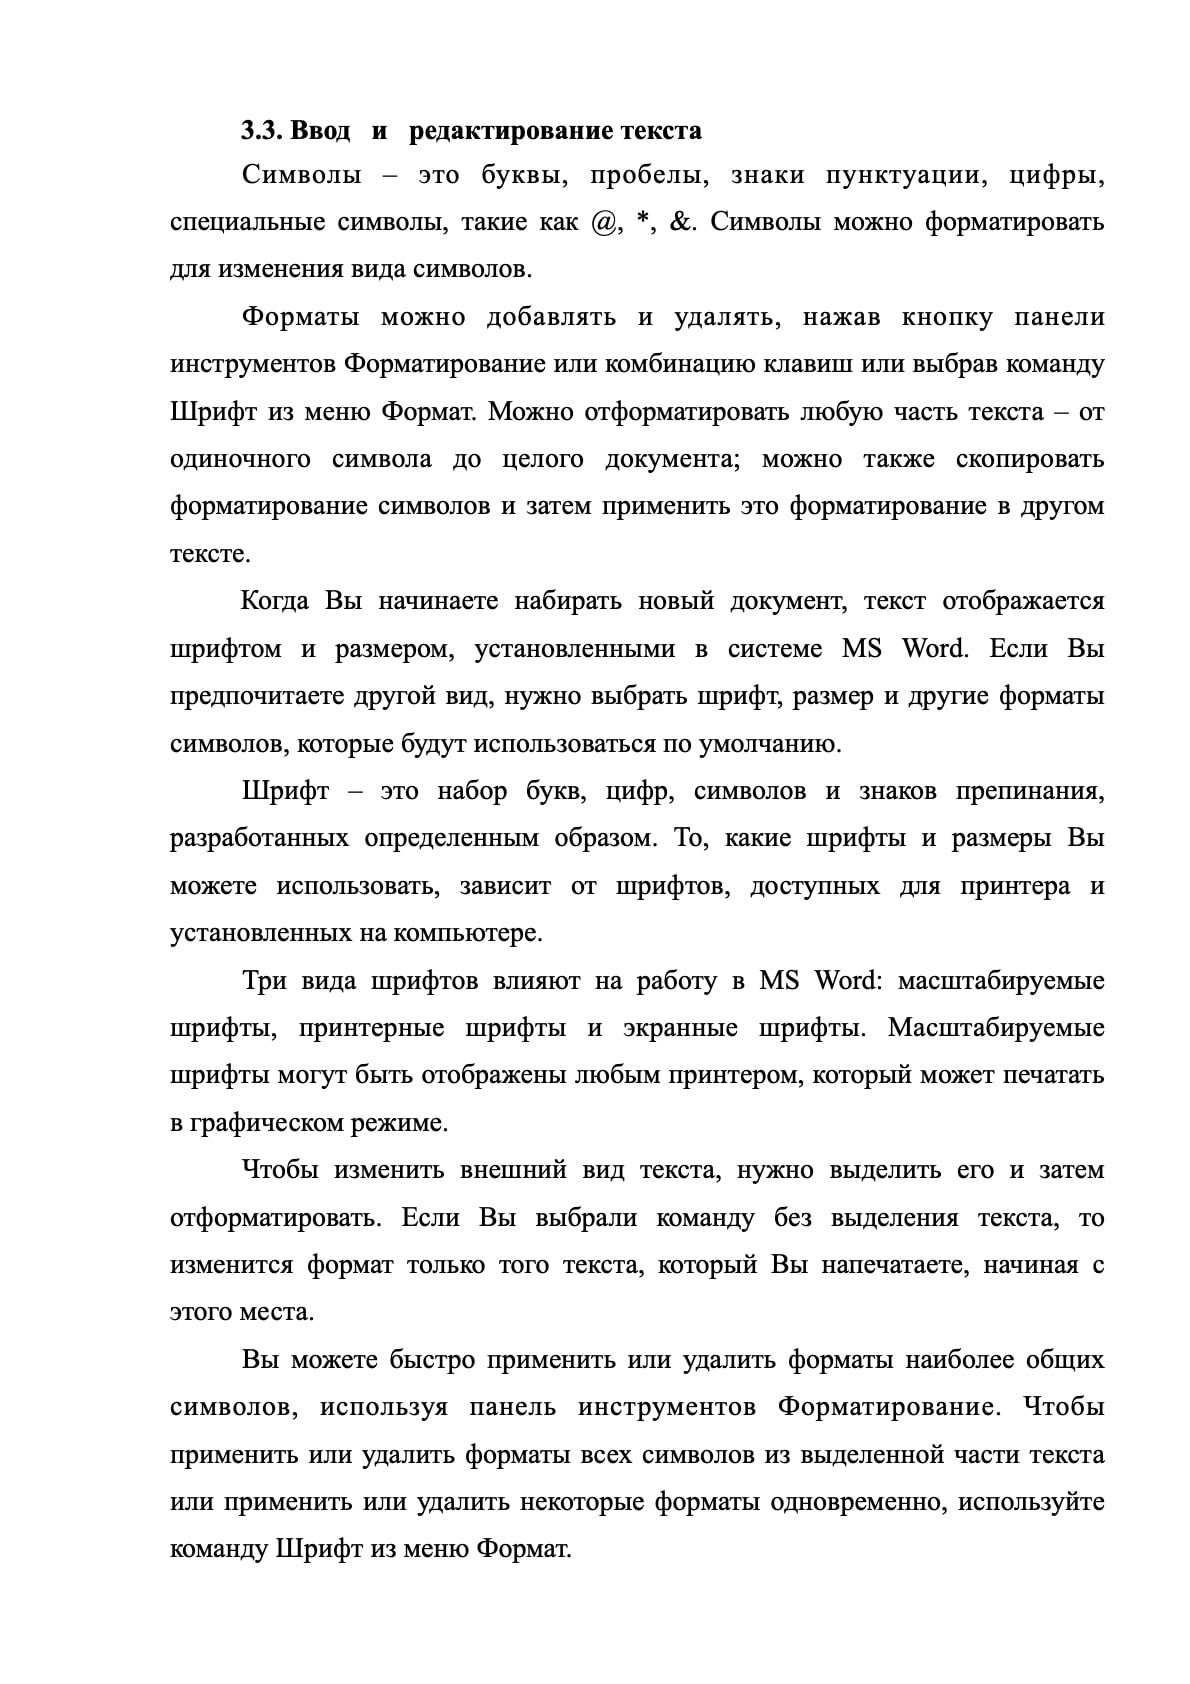 3.3. Ввод и редактирование текста
Символы – это буквы, пробелы, знаки пунктуации, цифры,
специальные символы, такие как @, *, &. Символы можно форматировать
для изменения вида символов.
Форматы можно добавлять и удалять, нажав кнопку панели
инструментов Форматирование или комбинацию клавиш или выбрав команду
Шрифт из меню Формат. Можно отформатировать любую часть текста – от
одиночного символа до целого документа; можно также скопировать
форматирование символов и затем применить это форматирование в другом
тексте.
Когда Вы начинаете набирать новый документ, текст отображается
шрифтом и размером, установленными в системе MS Word. Если Вы
предпочитаете другой вид, нужно выбрать шрифт, размер и другие форматы
символов, которые будут использоваться по умолчанию.
Шрифт – это набор букв, цифр, символов и знаков препинания,
разработанных определенным образом. То, какие шрифты и размеры Вы
можете использовать, зависит от шрифтов, доступных для принтера и
установленных на компьютере.
Три вида шрифтов влияют на работу в MS Word: масштабируемые
шрифты, принтерные шрифты и экранные шрифты. Масштабируемые
шрифты могут быть отображены любым принтером, который может печатать
в графическом режиме.
Чтобы изменить внешний вид текста, нужно выделить его и затем
отформатировать. Если Вы выбрали команду без выделения текста, то
изменится формат только того текста, который Вы напечатаете, начиная с
этого места.
Вы можете быстро применить или удалить форматы наиболее общих
символов, используя панель инструментов Форматирование. Чтобы
применить или удалить форматы всех символов из выделенной части текста
или применить или удалить некоторые форматы одновременно, используйте
команду Шрифт из меню Формат.